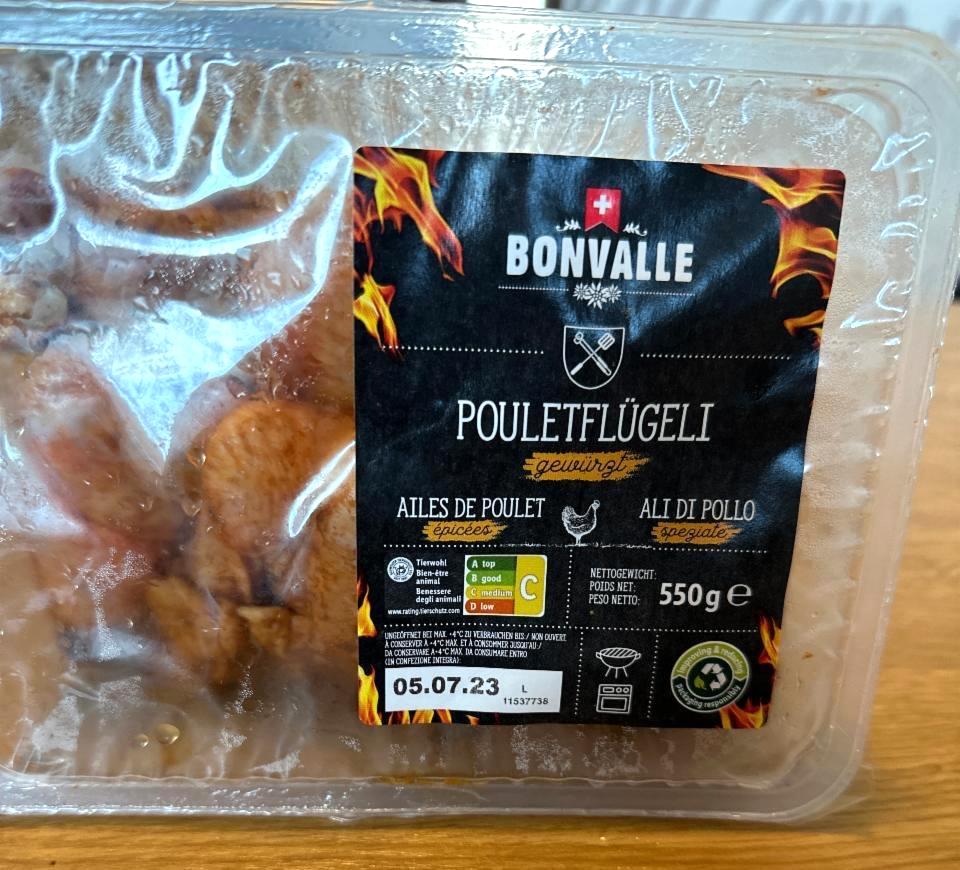 BONVALLE
POULETFLÜGELI
gewürzt
AILES DE POULET
épicées
ALI DI POLLO
speziate
Tierwohl
Bien-être
animal
Benessere
degli animali
www.rating.tierschutz.com
A top
B good
C medium
D low
C
NETTOGEWICHT:
POIDS NET:
PESO NETTO:
550g e
UNGEÖFFNET BEI MAX. +4°C ZU VERBRAUCHEN BIS: / NON OUVERT
À CONSERVER À +4°C MAX. ET À CONSOMMER JUSQU'AU: /
DA CONSERVARE A +4°C MAX. DA CONSUMARE ENTRO
(IN CONFEZIONE INTEGRA):
05.07.23
L
11537738
Improving & reducing
Packaging responsibly